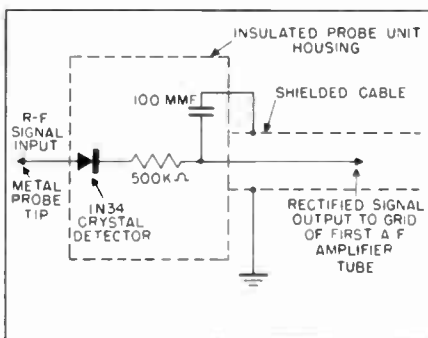 INSULATED PROBE UNIT
HOUSING
100 MMF
SHIELDED CABLE
R-F
SIGNAL
INPUT
METAL
PROBE
TIP
500K Ω
1N34
CRYSTAL
DETECTOR
RECTIFIED SIGNAL
OUTPUT TO GRID
OF FIRST A F
AMPLIFIER
TUBE